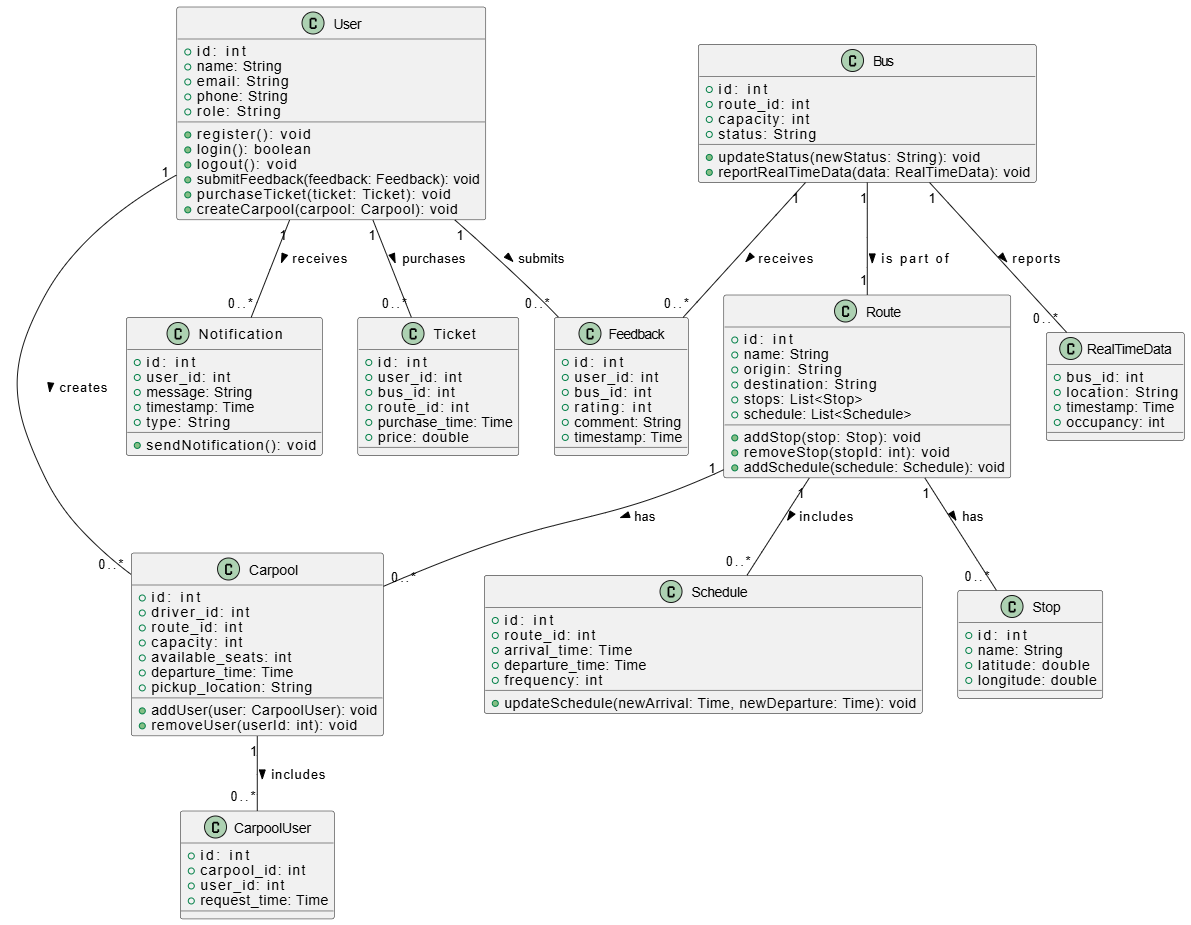 C User
id: int
name: String
email: String
phone: String
role: String
register(): void
login(): boolean
logout(): void
submitFeedback(feedback: Feedback): void
purchaseTicket(ticket: Ticket): void
createCarpool(carpool: Carpool): void
C Bus
id: int
route_id: int
capacity: int
status: String
updateStatus(newStatus: String): void
reportRealTimeData(data: RealTimeData): void
1
1
1
1
1
1
1
receives
purchases
submits
receives
is part of
reports
0..*
0..*
0..*
0..*
1
0..*
C Notification
id: int
user_id: int
message: String
timestamp: Time
type: String
sendNotification(): void
C Ticket
id: int
user_id: int
bus_id: int
route_id: int
purchase_time: Time
price: double
C Feedback
id: int
user_id: int
bus_id: int
rating: int
comment: String
timestamp: Time
C Route
id: int
name: String
origin: String
destination: String
stops: List<Stop>
schedule: List<Schedule>
addStop(stop: Stop): void
removeStop(stopId: int): void
addSchedule(schedule: Schedule): void
C RealTimeData
bus_id: int
location: String
timestamp: Time
occupancy: int
creates
1
1
1
has
includes
has
0..*
0..*
0..*
0..*
C Carpool
id: int
driver_id: int
route_id: int
capacity: int
available_seats: int
departure_time: Time
pickup_location: String
addUser(user: CarpoolUser): void
removeUser(userId: int): void
C Schedule
id: int
route_id: int
arrival_time: Time
departure_time: Time
frequency: int
updateSchedule(newArrival: Time, newDeparture: Time): void
C Stop
id: int
name: String
latitude: double
longitude: double
1
includes
0..*
C CarpoolUser
id: int
carpool_id: int
user_id: int
request_time: Time